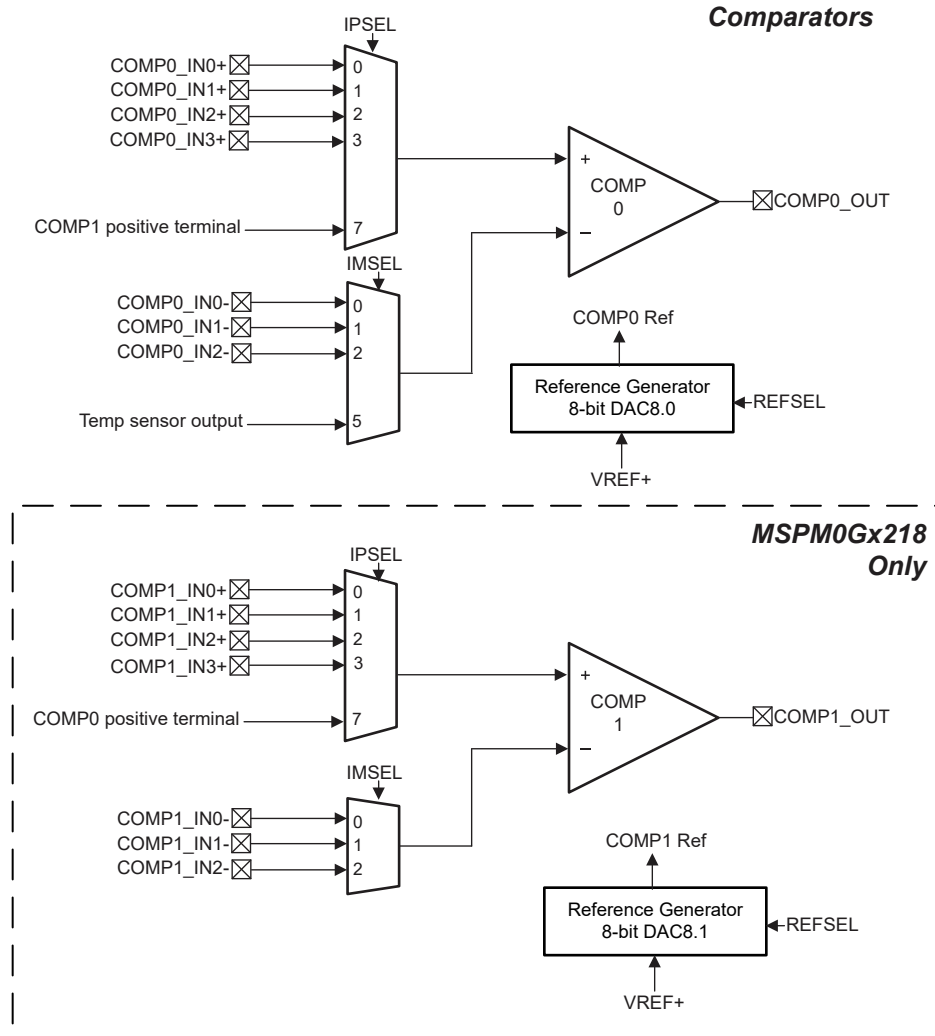 Comparators
IPSEL
COMP0_IN0+
0
COMP0_IN1+
1
COMP0_IN2+
2
COMP0_IN3+
3
COMP1 positive terminal
7
+
COMP
0
−
COMP0_OUT
IMSEL
COMP0_IN0-
0
COMP0_IN1-
1
COMP0_IN2-
2
Temp sensor output
5
COMP0 Ref
Reference Generator
8-bit DAC8.0
REFSEL
VREF+
MSPM0Gx218
Only
IPSEL
COMP1_IN0+
0
COMP1_IN1+
1
COMP1_IN2+
2
COMP1_IN3+
3
COMP0 positive terminal
7
+
COMP
1
−
COMP1_OUT
IMSEL
COMP1_IN0-
0
COMP1_IN1-
1
COMP1_IN2-
2
COMP1 Ref
Reference Generator
8-bit DAC8.1
REFSEL
VREF+